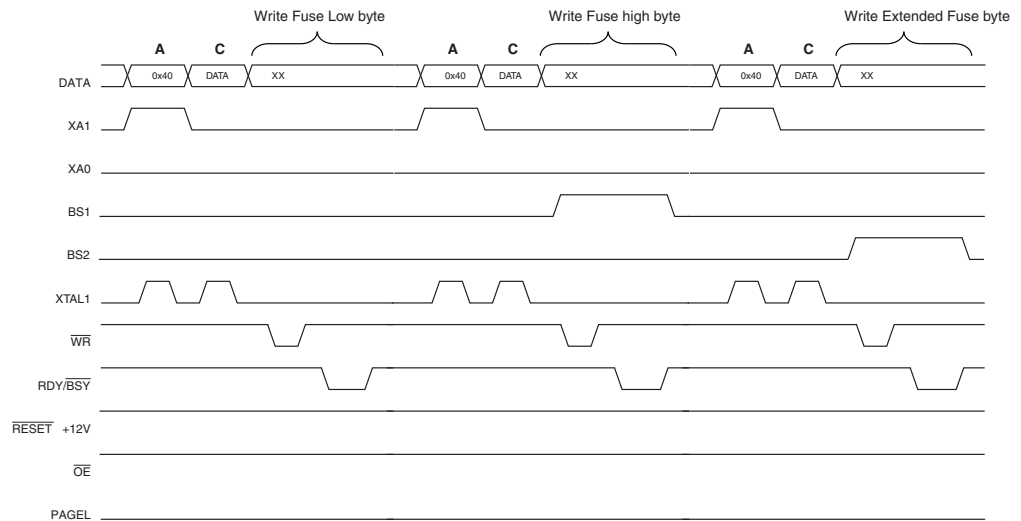 Write Fuse Low byte Write Fuse high byte Write Extended Fuse byte
A C A C A C
DATA 0x40 DATA XX 0x40 DATA XX 0x40 DATA XX
XA1
XA0
BS1
BS2
XTAL1
WR
RDY/BSY
RESET +12V
OE
PAGEL